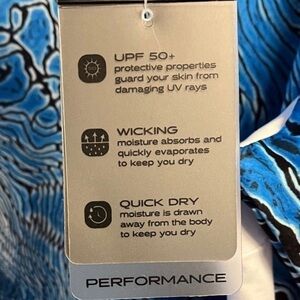 UPF 50+
protective properties
guard your skin from
damaging UV rays
WICKING
moisture absorbs and
quickly evaporates
to keep you dry
QUICK DRY
moisture is drawn
away from the body
to keep you dry
PERFORMANCE